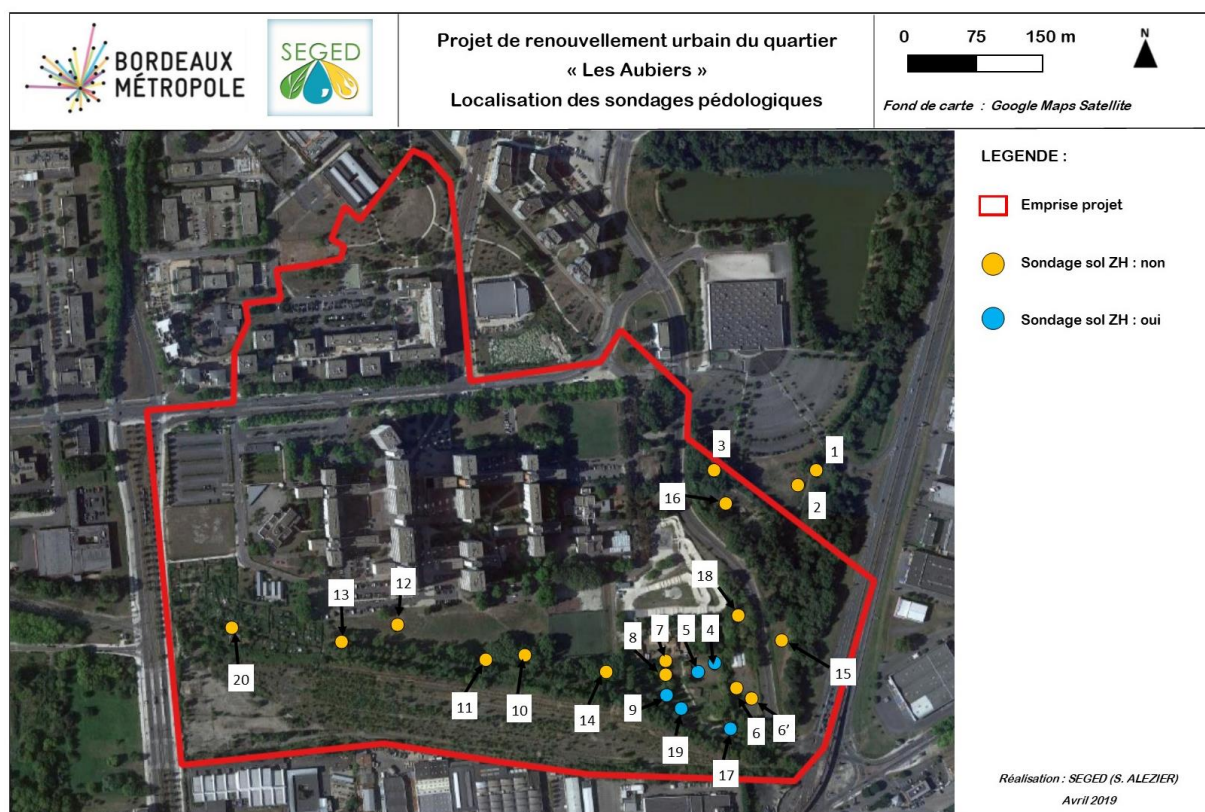 BORDEAUX
MÉTROPOLE
SEGED
Projet de renouvellement urbain du quartier
« Les Aubiers »
Localisation des sondages pédologiques
0 75 150 m
N
Fond de carte : Google Maps Satellite
LEGENDE :
Emprise projet
Sondage sol ZH : non
Sondage sol ZH : oui
3
1
16
2
18
12
13
7
5
4
8
15
20
11
10
14
9
19
6
6'
17
Réalisation : SEGED (S. ALEZIER)
Avril 2019